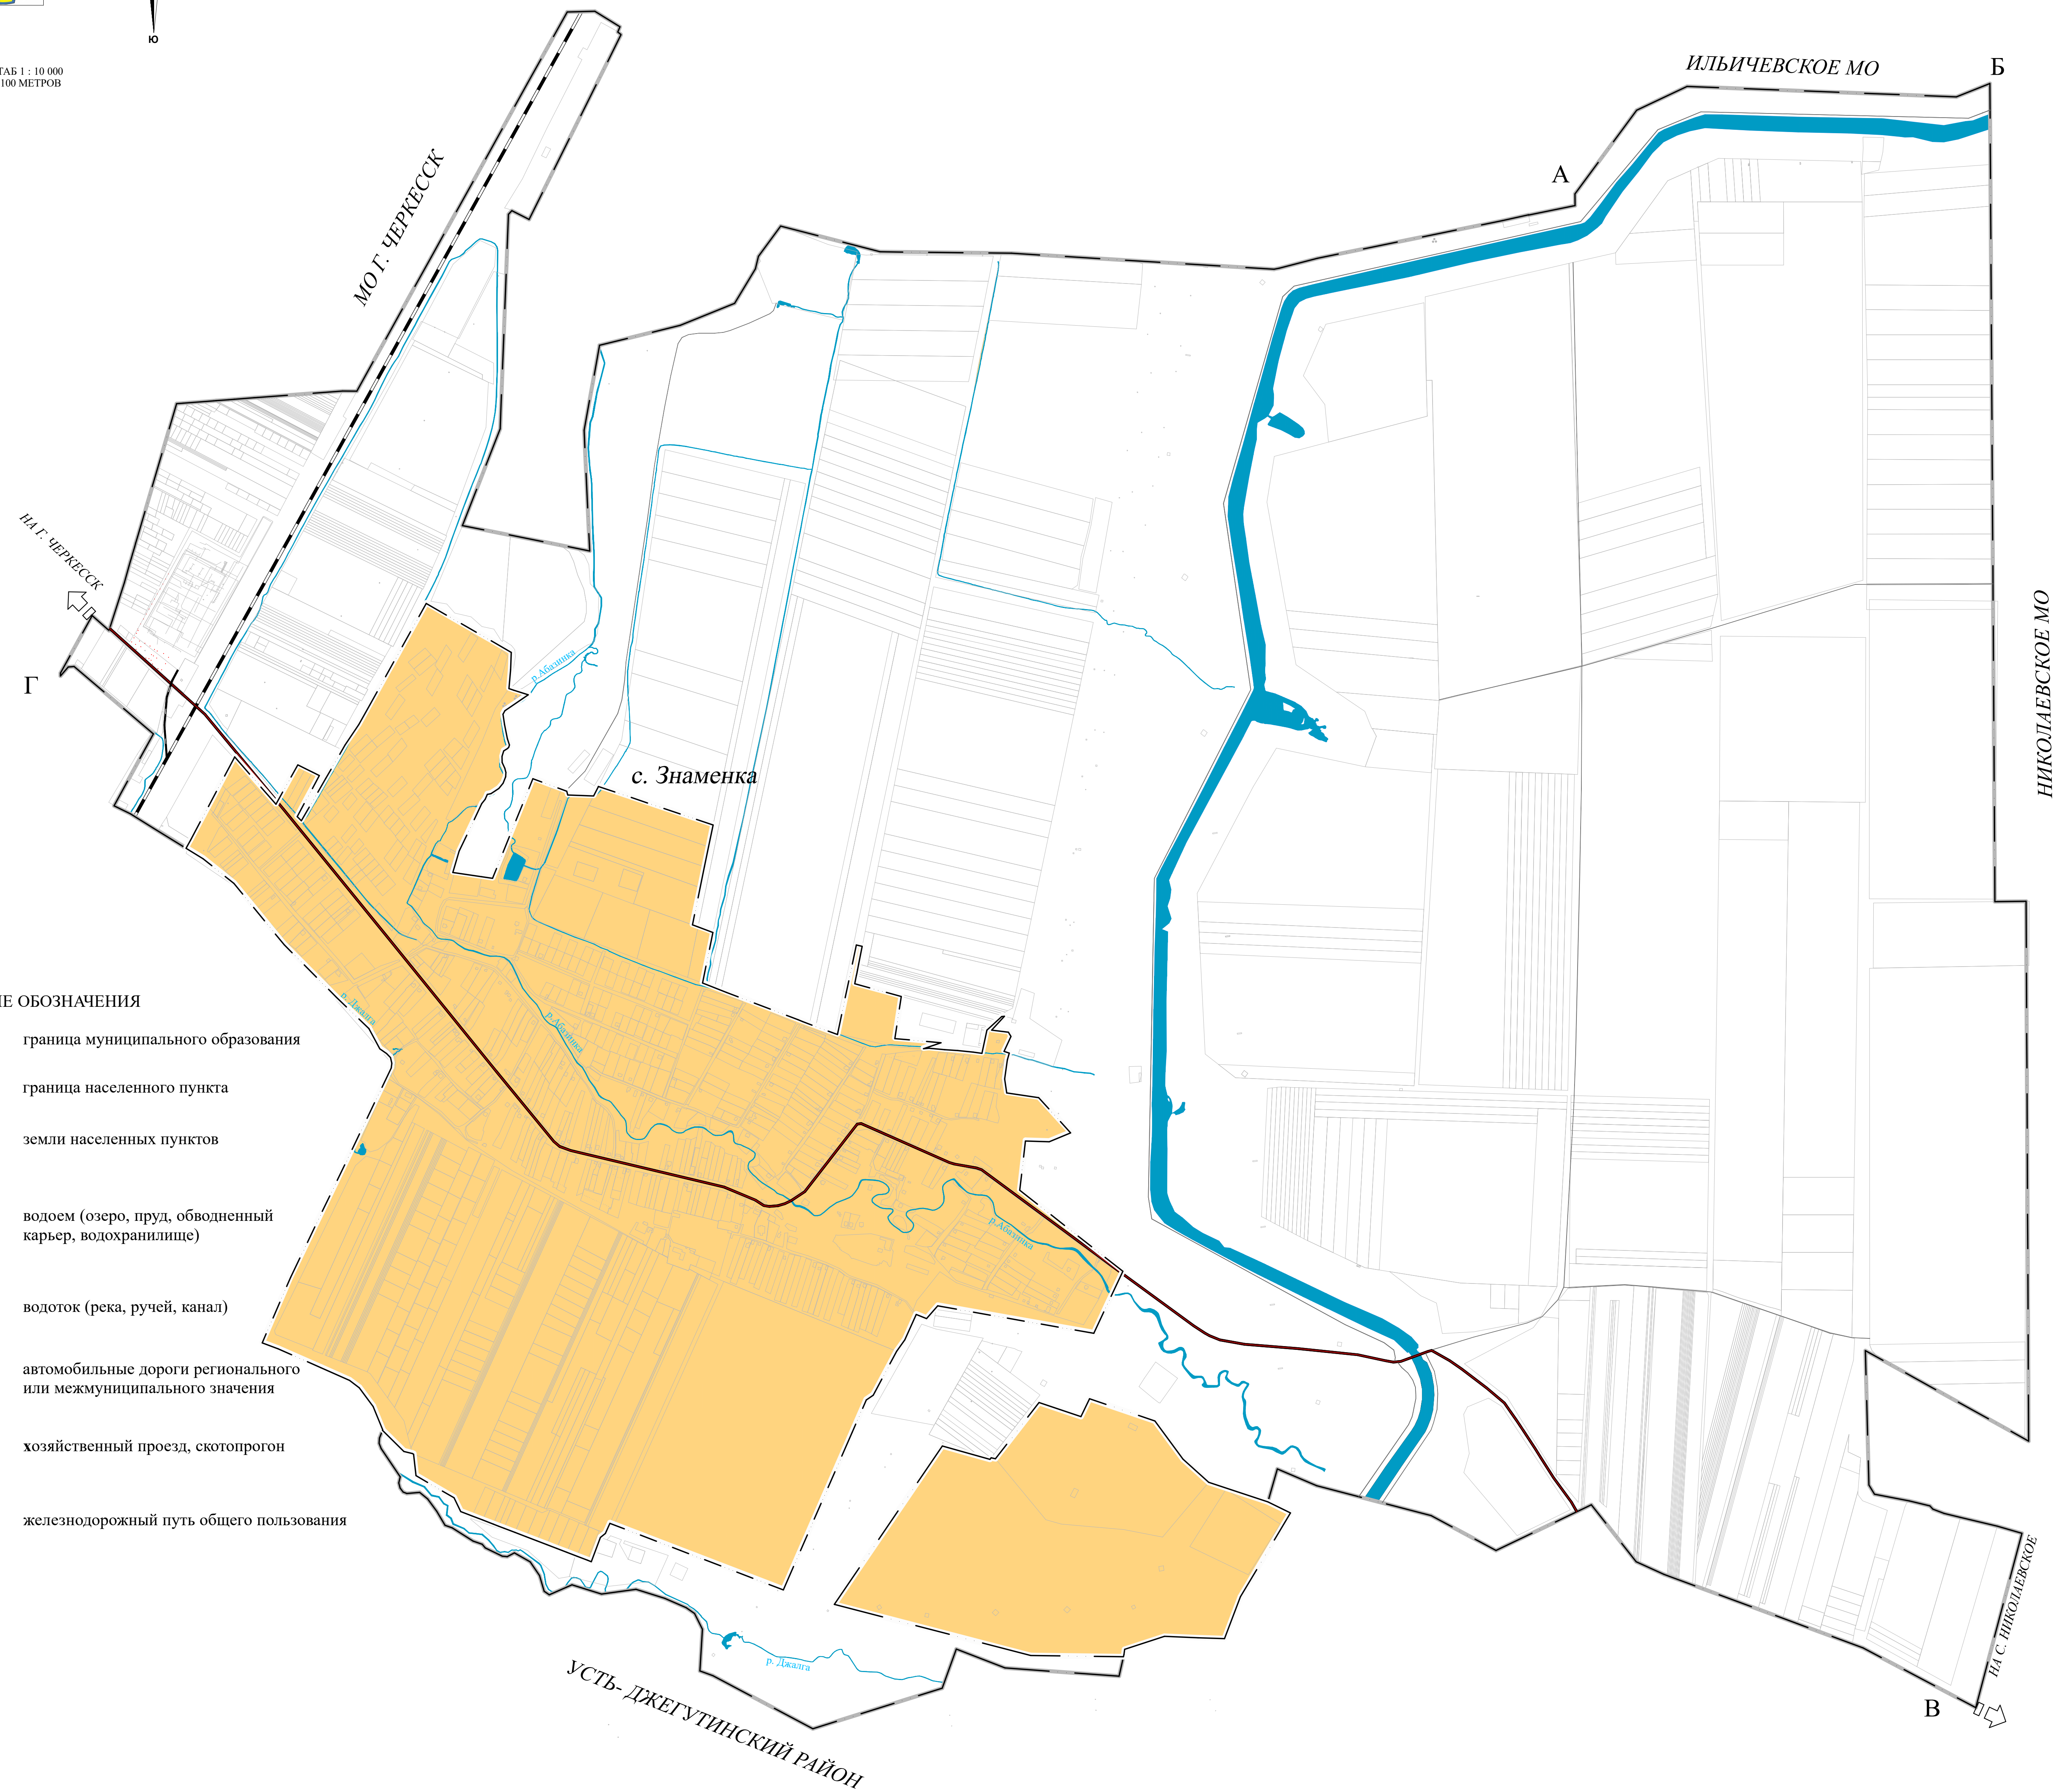 Ю
ТАБ 1 : 10 000
100 МЕТРОВ
ИЛЬИЧЕВСКОЕ МО
Б
А
МО Г. ЧЕРКЕССК
НА Г. ЧЕРКЕССК
Г
р. Абазинка
с. Знаменка
НИКОЛАЕВСКОЕ МО
р. Джалга
р. Абазинка
р. Абазинка
ИЕ ОБОЗНАЧЕНИЯ
граница муниципального образования
граница населенного пункта
земли населенных пунктов
водоем (озеро, пруд, обводненный
карьер, водохранилище)
водоток (река, ручей, канал)
автомобильные дороги регионального
или межмуниципального значения
хозяйственный проезд, скотопрогон
железнодорожный путь общего пользования
р. Джалга
УСТЬ- ДЖЕГУТИНСКИЙ РАЙОН
НА С. НИКОЛАЕВСКОЕ
В